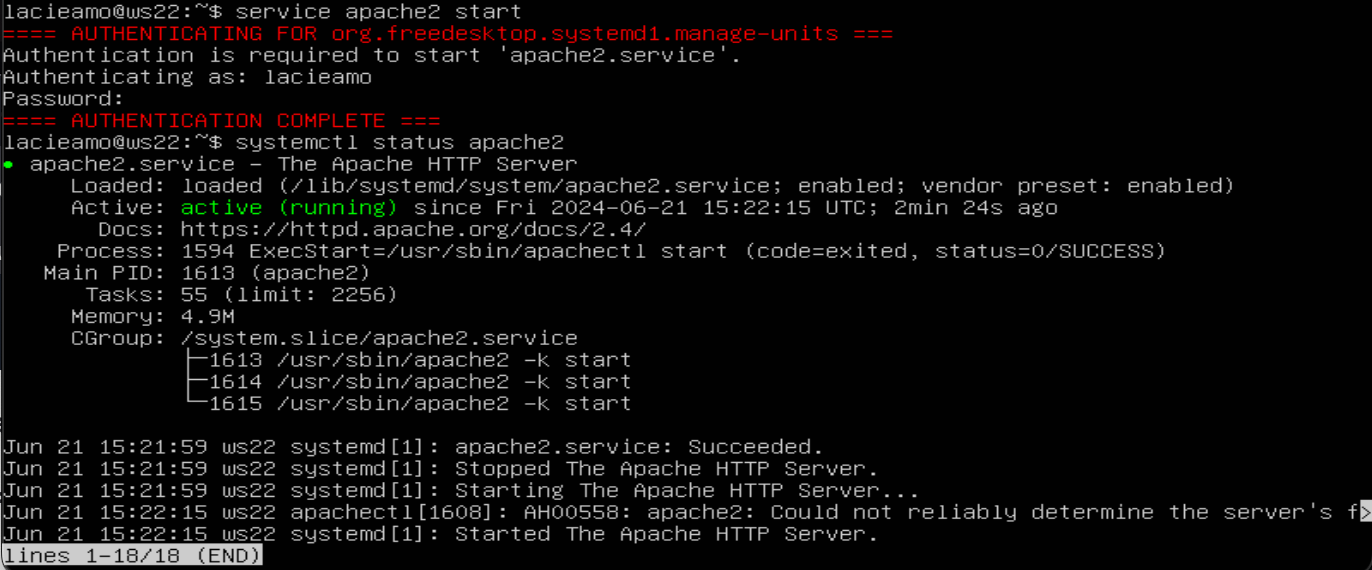 lacieamo@ws22:~$ service apache2 start
==== AUTHENTICATING FOR org.freedesktop.systemd1.manage-units ===
Authentication is required to start 'apache2.service'.
Authenticating as: lacieamo
Password:
==== AUTHENTICATION COMPLETE ===
lacieamo@ws22:~$ systemctl status apache2
● apache2.service - The Apache HTTP Server
Loaded: loaded (/lib/systemd/system/apache2.service; enabled; vendor preset: enabled)
Active: active (running) since Fri 2024-06-21 15:22:15 UTC; 2min 24s ago
Docs: https://httpd.apache.org/docs/2.4/
Process: 1594 ExecStart=/usr/sbin/apachectl start (code=exited, status=0/SUCCESS)
Main PID: 1613 (apache2)
Tasks: 55 (limit: 2256)
Memory: 4.9M
CGroup: /system.slice/apache2.service
├─1613 /usr/sbin/apache2 -k start
├─1614 /usr/sbin/apache2 -k start
└─1615 /usr/sbin/apache2 -k start
Jun 21 15:21:59 ws22 systemd[1]: apache2.service: Succeeded.
Jun 21 15:21:59 ws22 systemd[1]: Stopped The Apache HTTP Server.
Jun 21 15:21:59 ws22 systemd[1]: Starting The Apache HTTP Server...
Jun 21 15:22:15 ws22 apachectl[1608]: AH00558: apache2: Could not reliably determine the server's f>
Jun 21 15:22:15 ws22 systemd[1]: Started The Apache HTTP Server.
lines 1-18/18 (END)